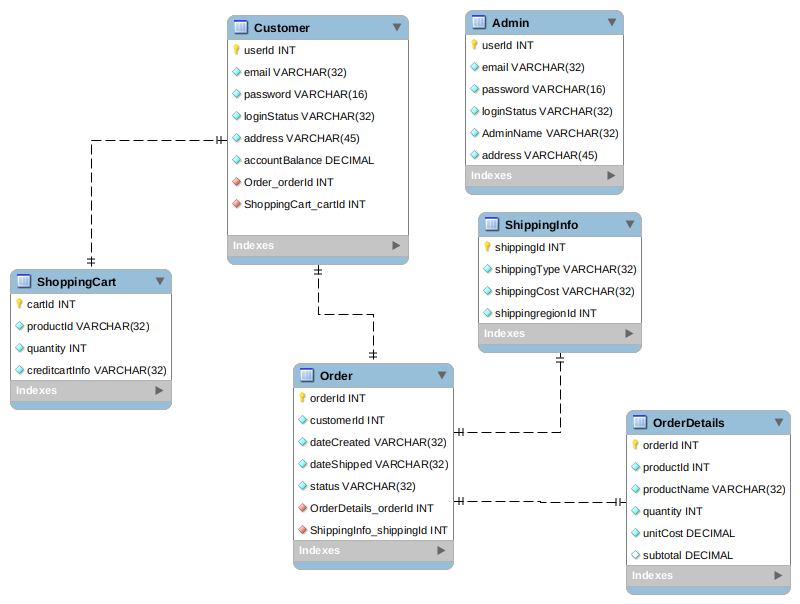 Customer
userId INT
email VARCHAR(32)
password VARCHAR(16)
loginStatus VARCHAR(32)
address VARCHAR(45)
accountBalance DECIMAL
Order_orderId INT
ShoppingCart_cartId INT
Indexes
Admin
userId INT
email VARCHAR(32)
password VARCHAR(16)
loginStatus VARCHAR(32)
AdminName VARCHAR(32)
address VARCHAR(45)
Indexes
ShippingInfo
shippingId INT
shippingType VARCHAR(32)
shippingCost VARCHAR(32)
shippingregionId INT
Indexes
ShoppingCart
cartId INT
productId VARCHAR(32)
quantity INT
creditcartInfo VARCHAR(32)
Indexes
Order
orderId INT
customerId INT
dateCreated VARCHAR(32)
dateShipped VARCHAR(32)
status VARCHAR(32)
OrderDetails_orderId INT
ShippingInfo_shippingId INT
Indexes
OrderDetails
orderId INT
productId INT
productName VARCHAR(32)
quantity INT
unitCost DECIMAL
subtotal DECIMAL
Indexes